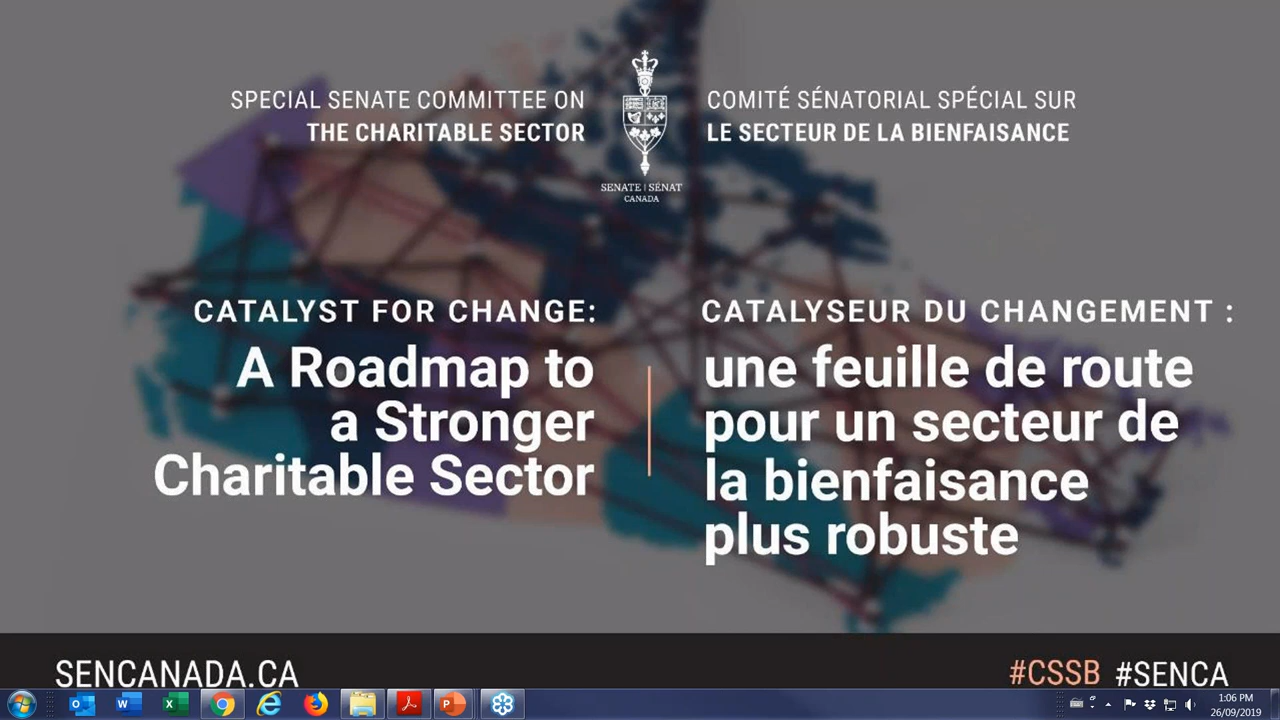 SPECIAL SENATE COMMITTEE ON
THE CHARITABLE SECTOR
SENATE | SÉNAT
CANADA
COMITÉ SÉNATORIAL SPÉCIAL SUR
LE SECTEUR DE LA BIENFAISANCE
CATALYST FOR CHANGE:
A Roadmap to
a Stronger
Charitable Sector
CATALYSEUR DU CHANGEMENT :
une feuille de route
pour un secteur de
la bienfaisance
plus robuste
SENCANADA.CA
#CSSB #SENCA
1:06 PM
26/09/2019